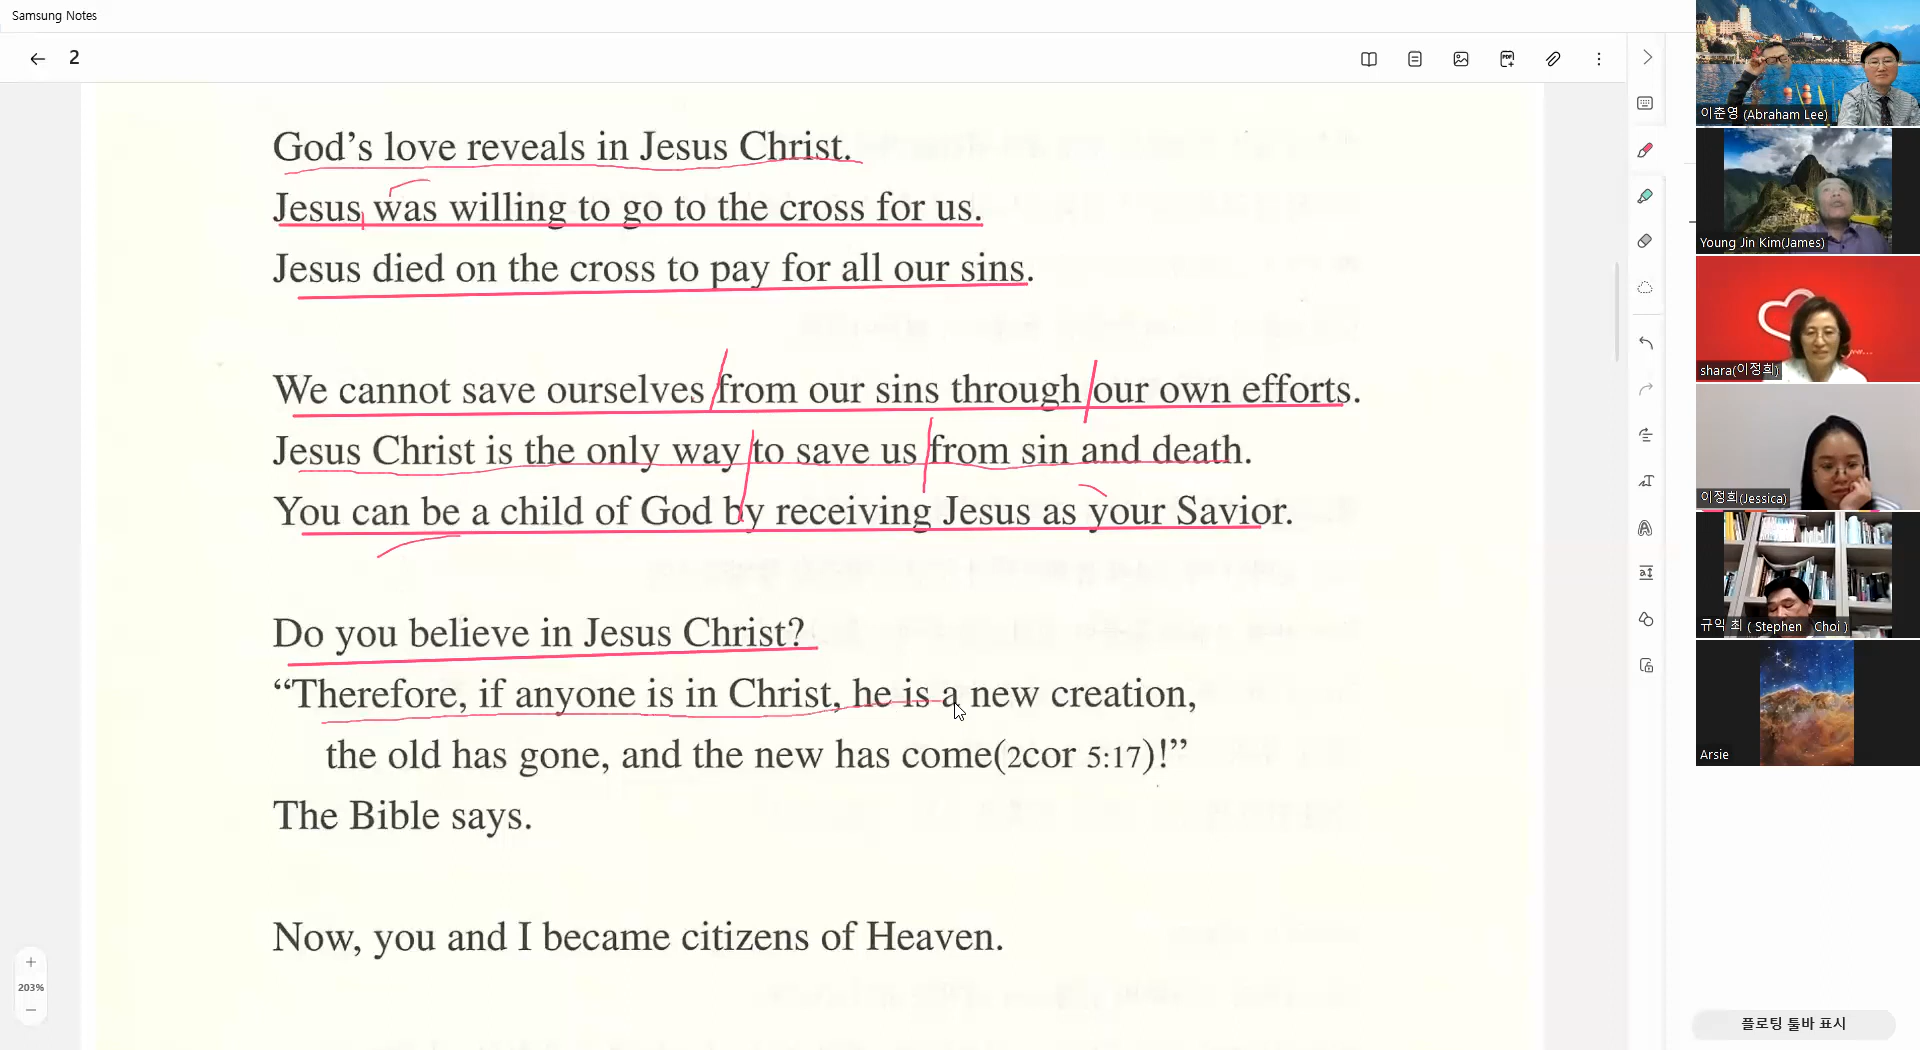 Samsung Notes
2
God’s love reveals in Jesus Christ.
Jesus was willing to go to the cross for us.
Jesus died on the cross to pay for all our sins.
We cannot save ourselves from our sins through our own efforts.
Jesus Christ is the only way to save us from sin and death.
You can be a child of God by receiving Jesus as your Savior.
Do you believe in Jesus Christ?
“Therefore, if anyone is in Christ, he is a new creation,
the old has gone, and the new has come(2cor 5:17)!”
The Bible says.
Now, you and I became citizens of Heaven.
203%
이춘영 (Abraham Lee)
Young Jin Kim(James)
shara(이정희)
이정희(Jessica)
규익 최 ( Stephen Choi )
Arsie
플로팅 툴바 표시